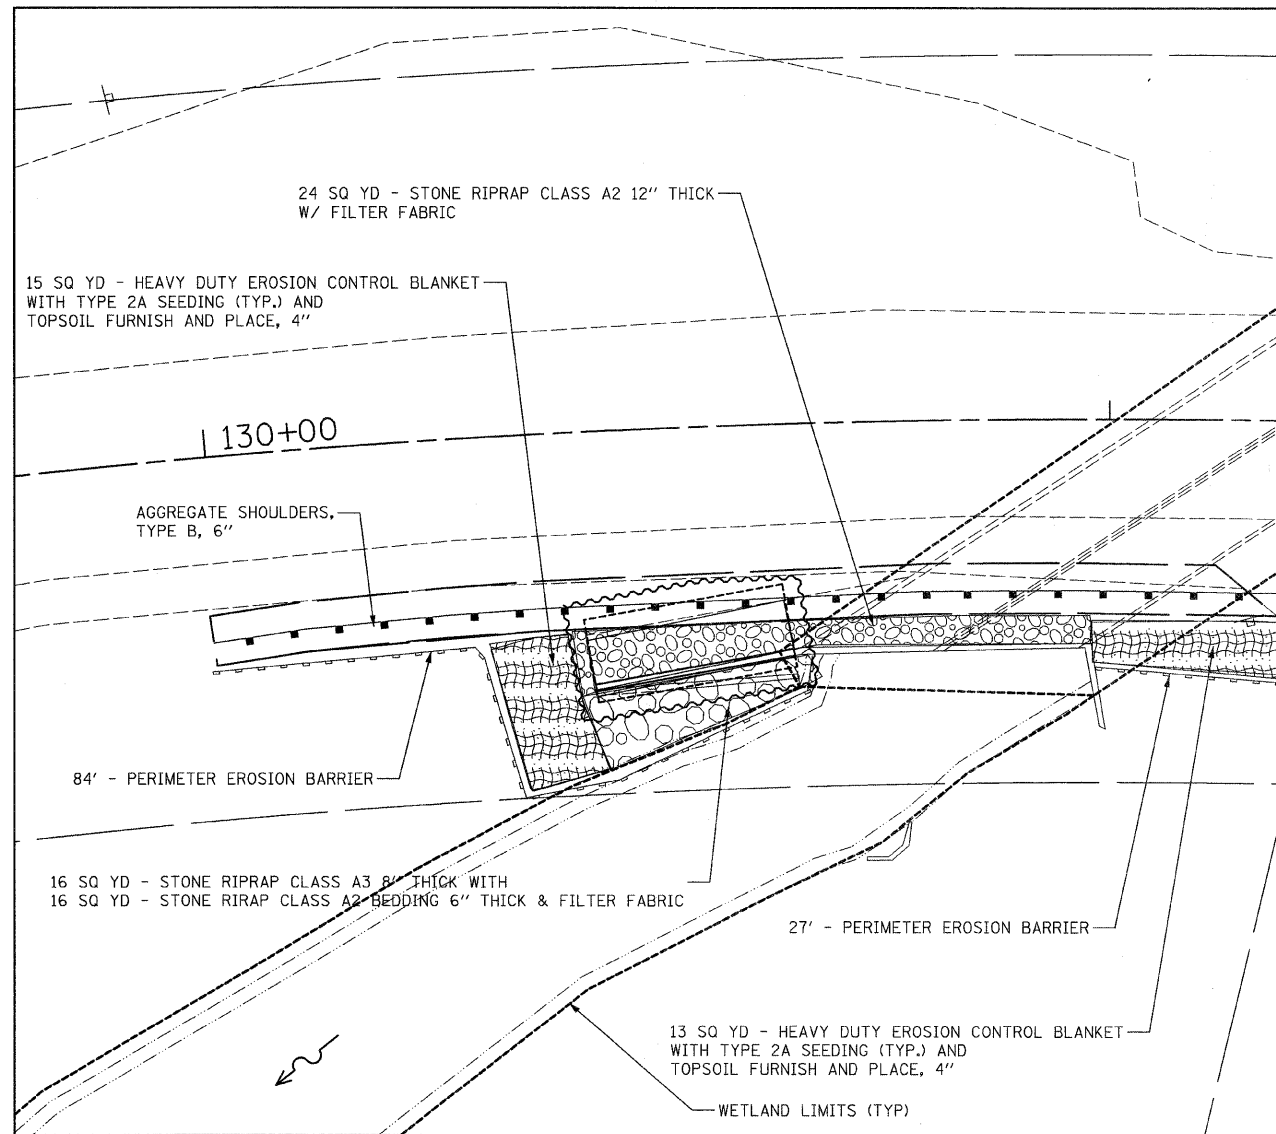 24 SQ YD - STONE RIPRAP CLASS A2 12" THICK
W/ FILTER FABRIC
15 SQ YD - HEAVY DUTY EROSION CONTROL BLANKET
WITH TYPE 2A SEEDING (TYP.) AND
TOPSOIL FURNISH AND PLACE, 4"
130+00
AGGREGATE SHOULDERS,
TYPE B, 6"
84' - PERIMETER EROSION BARRIER
16 SQ YD - STONE RIPRAP CLASS A3 8" THICK WITH
16 SQ YD - STONE RIRAP CLASS A2 BEDDING 6" THICK & FILTER FABRIC
27' - PERIMETER EROSION BARRIER
13 SQ YD - HEAVY DUTY EROSION CONTROL BLANKET
WITH TYPE 2A SEEDING (TYP.) AND
TOPSOIL FURNISH AND PLACE, 4"
WETLAND LIMITS (TYP)